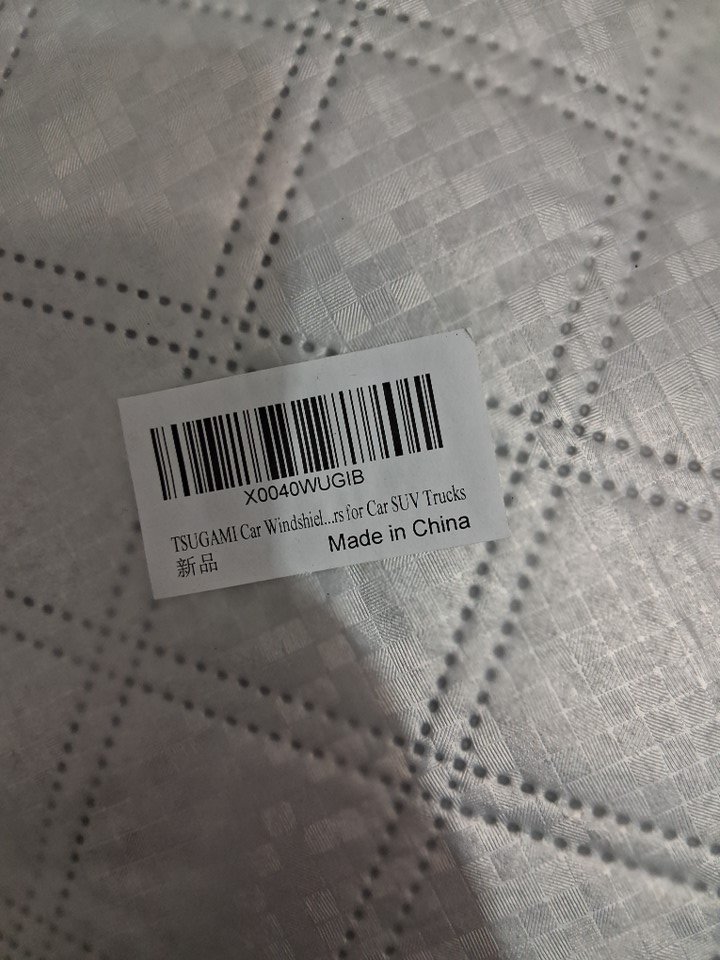 X0040WUGIB
TSUGAMI Car Windshiel...rs for Car SUV Trucks
新品
Made in China